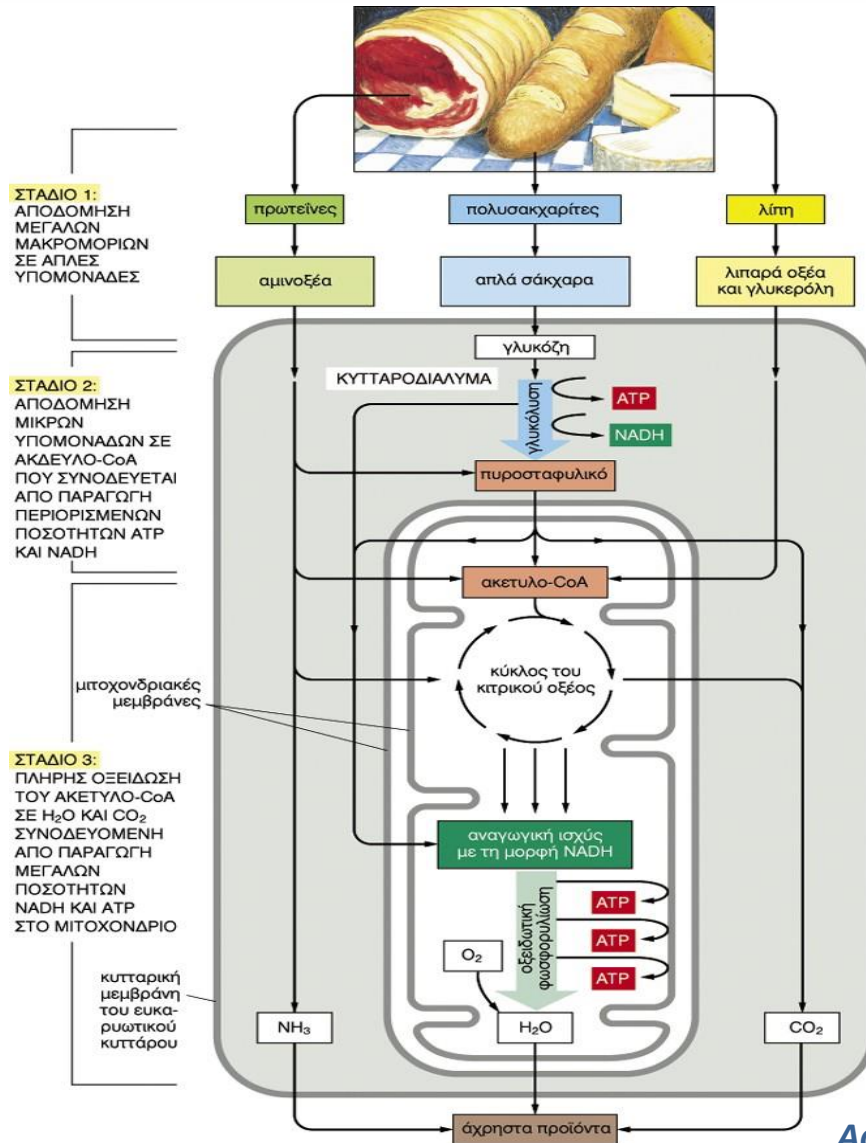 ΣΤΑΔΙΟ 1:
ΑΠΟΔΟΜΗΣΗ
ΜΕΓΑΛΩΝ
ΜΑΚΡΟΜΟΡΙΩΝ
ΣΕ ΑΠΛΕΣ
ΥΠΟΜΟΝΑΔΕΣ
πρωτεΐνες
πολυσακχαρίτες
λίπη
αμινοξέα
απλά σάκχαρα
λιπαρά οξέα
και γλυκερόλη
ΣΤΑΔΙΟ 2:
ΑΠΟΔΟΜΗΣΗ
ΜΙΚΡΩΝ
ΥΠΟΜΟΝΑΔΩΝ ΣΕ
ΑΚΔΕΥΛΟ-CoA
ΠΟΥ ΣΥΝΟΔΕΥΕΤΑΙ
ΑΠΟ ΠΑΡΑΓΩΓΗ
ΠΕΡΙΟΡΙΣΜΕΝΩΝ
ΠΟΣΟΤΗΤΩΝ ATP
ΚΑΙ NADH
γλυκόζη
ΚΥΤΤΑΡΟΔΙΑΛΥΜΑ
γλυκόλυση
ATP
NADH
πυροσταφυλικό
ακετυλο-CoA
κύκλος του
κιτρικού οξέος
μιτοχονδριακές
μεμβράνες
ΣΤΑΔΙΟ 3:
ΠΛΗΡΗΣ ΟΞΕΙΔΩΣΗ
ΤΟΥ ΑΚΕΤΥΛΟ-CoA
ΣΕ H₂O ΚΑΙ CO₂
ΣΥΝΟΔΕΥΟΜΕΝΗ
ΑΠΟ ΠΑΡΑΓΩΓΗ
ΜΕΓΑΛΩΝ
ΠΟΣΟΤΗΤΩΝ
NADH ΚΑΙ ATP
ΣΤΟ ΜΙΤΟΧΟΝΔΡΙΟ
αναγωγική ισχύς
με τη μορφή NADH
οξειδωτική
φωσφορυλίωση
ATP
ATP
ATP
O₂
κυτταρική
μεμβράνη
του ευκα-
ρυωτικού
κυττάρου
NH₃
H₂O
CO₂
άχρηστα προϊόντα